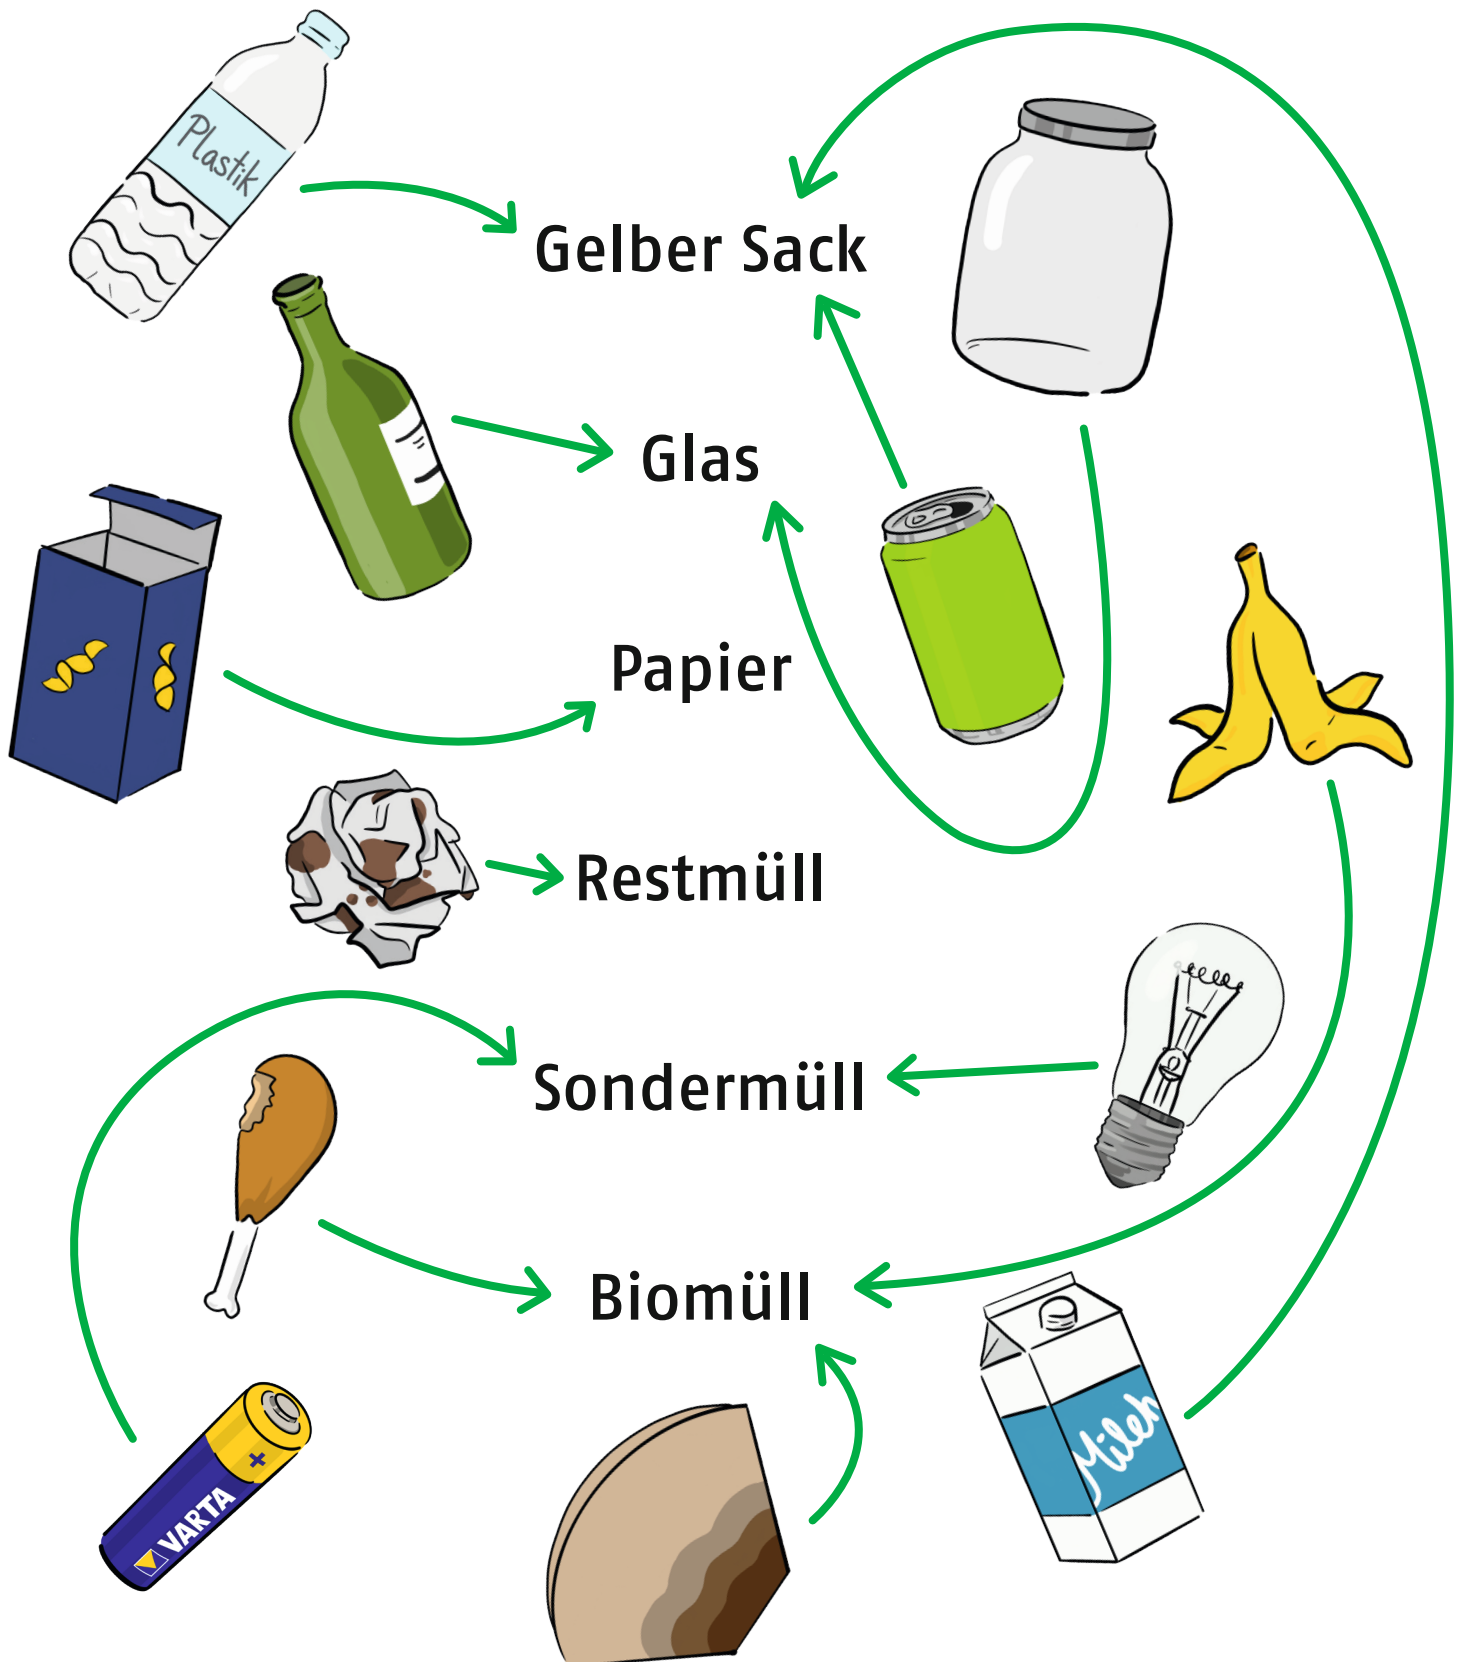 Plastik
Gelber Sack
Glas
Papier
Restmüll
Sondermüll
Biomüll
+
VARTA
Milch